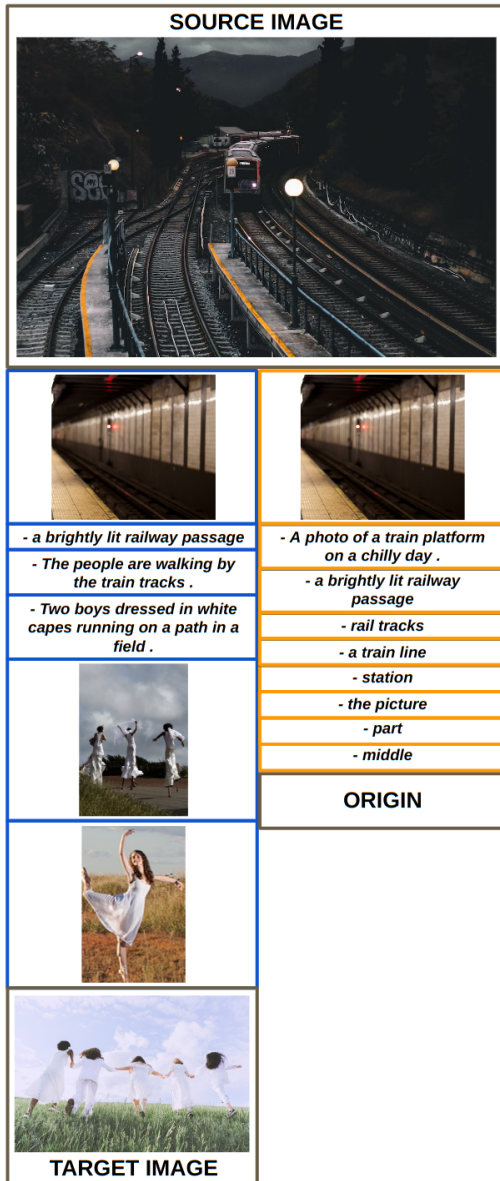 SOURCE IMAGE
- a brightly lit railway passage
- The people are walking by
the train tracks .
- Two boys dressed in white
capes running on a path in a
field .
TARGET IMAGE
- A photo of a train platform
on a chilly day .
- a brightly lit railway
passage
- rail tracks
- a train line
- station
- the picture
- part
- middle
ORIGIN